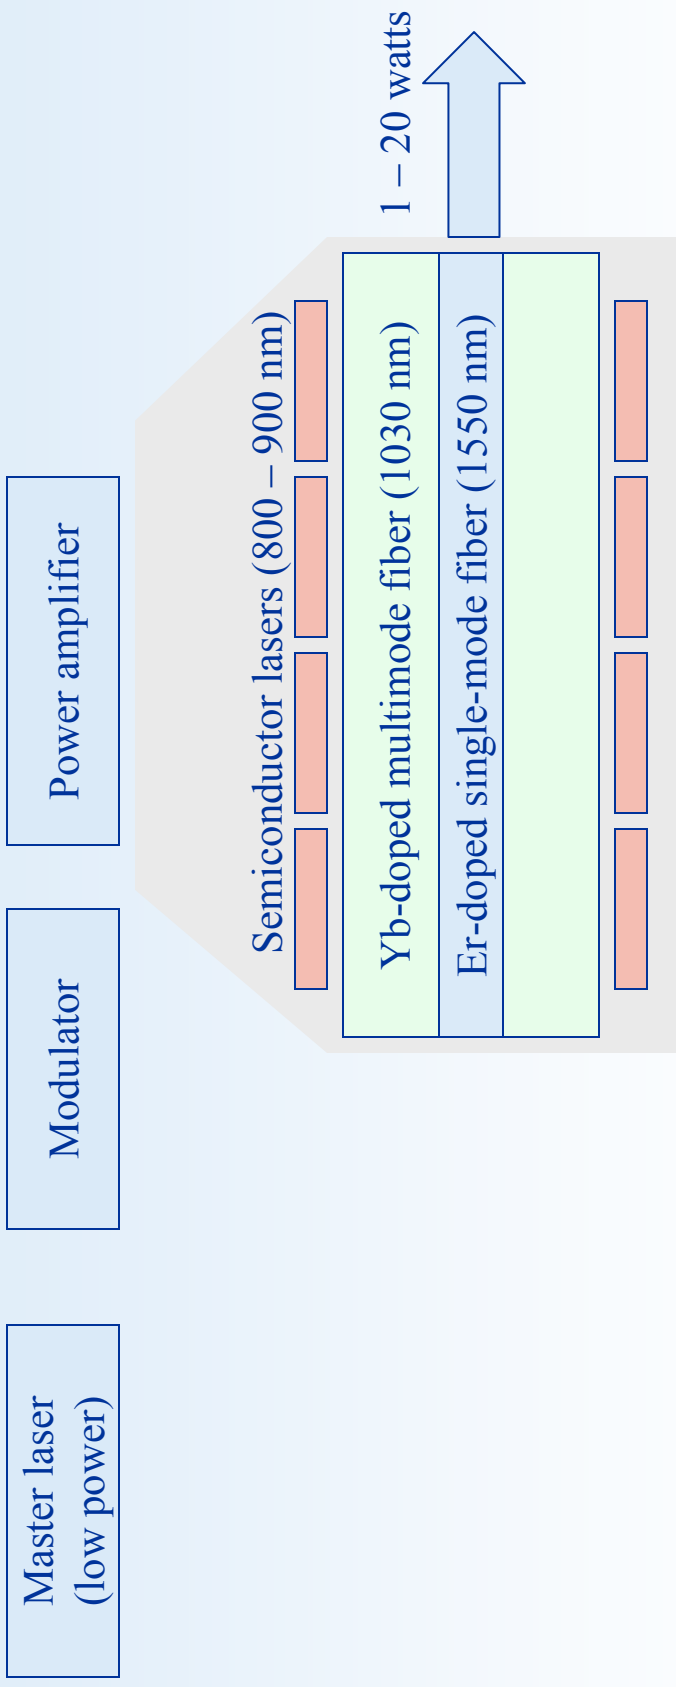 Master laser
(low power)
Modulator
Power amplifier
Semiconductor lasers (800 – 900 nm)
Yb-doped multimode fiber (1030 nm)
1 – 20 watts
Er-doped single-mode fiber (1550 nm)